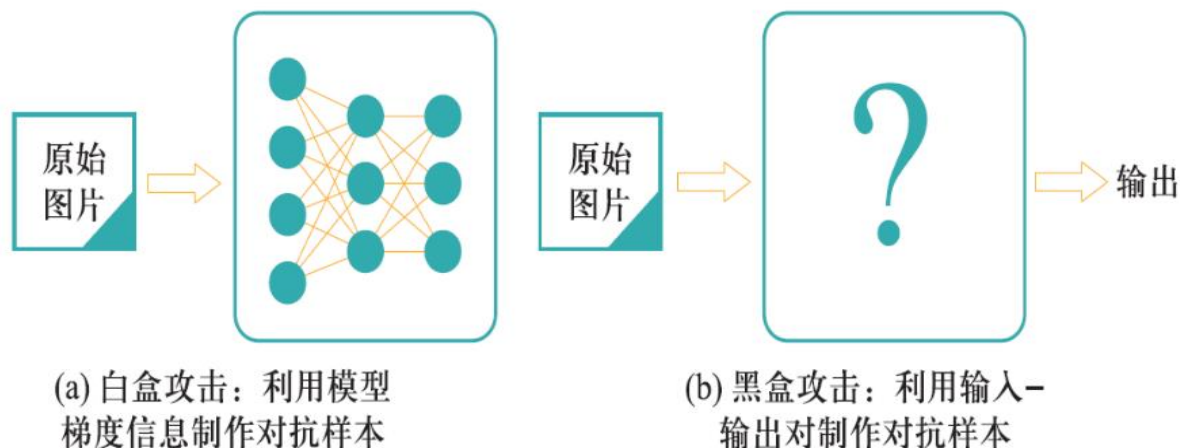 原始
图片
原始
图片
?
输出
(a) 白盒攻击：利用模型
梯度信息制作对抗样本
(b) 黑盒攻击：利用输入–
输出对制作对抗样本